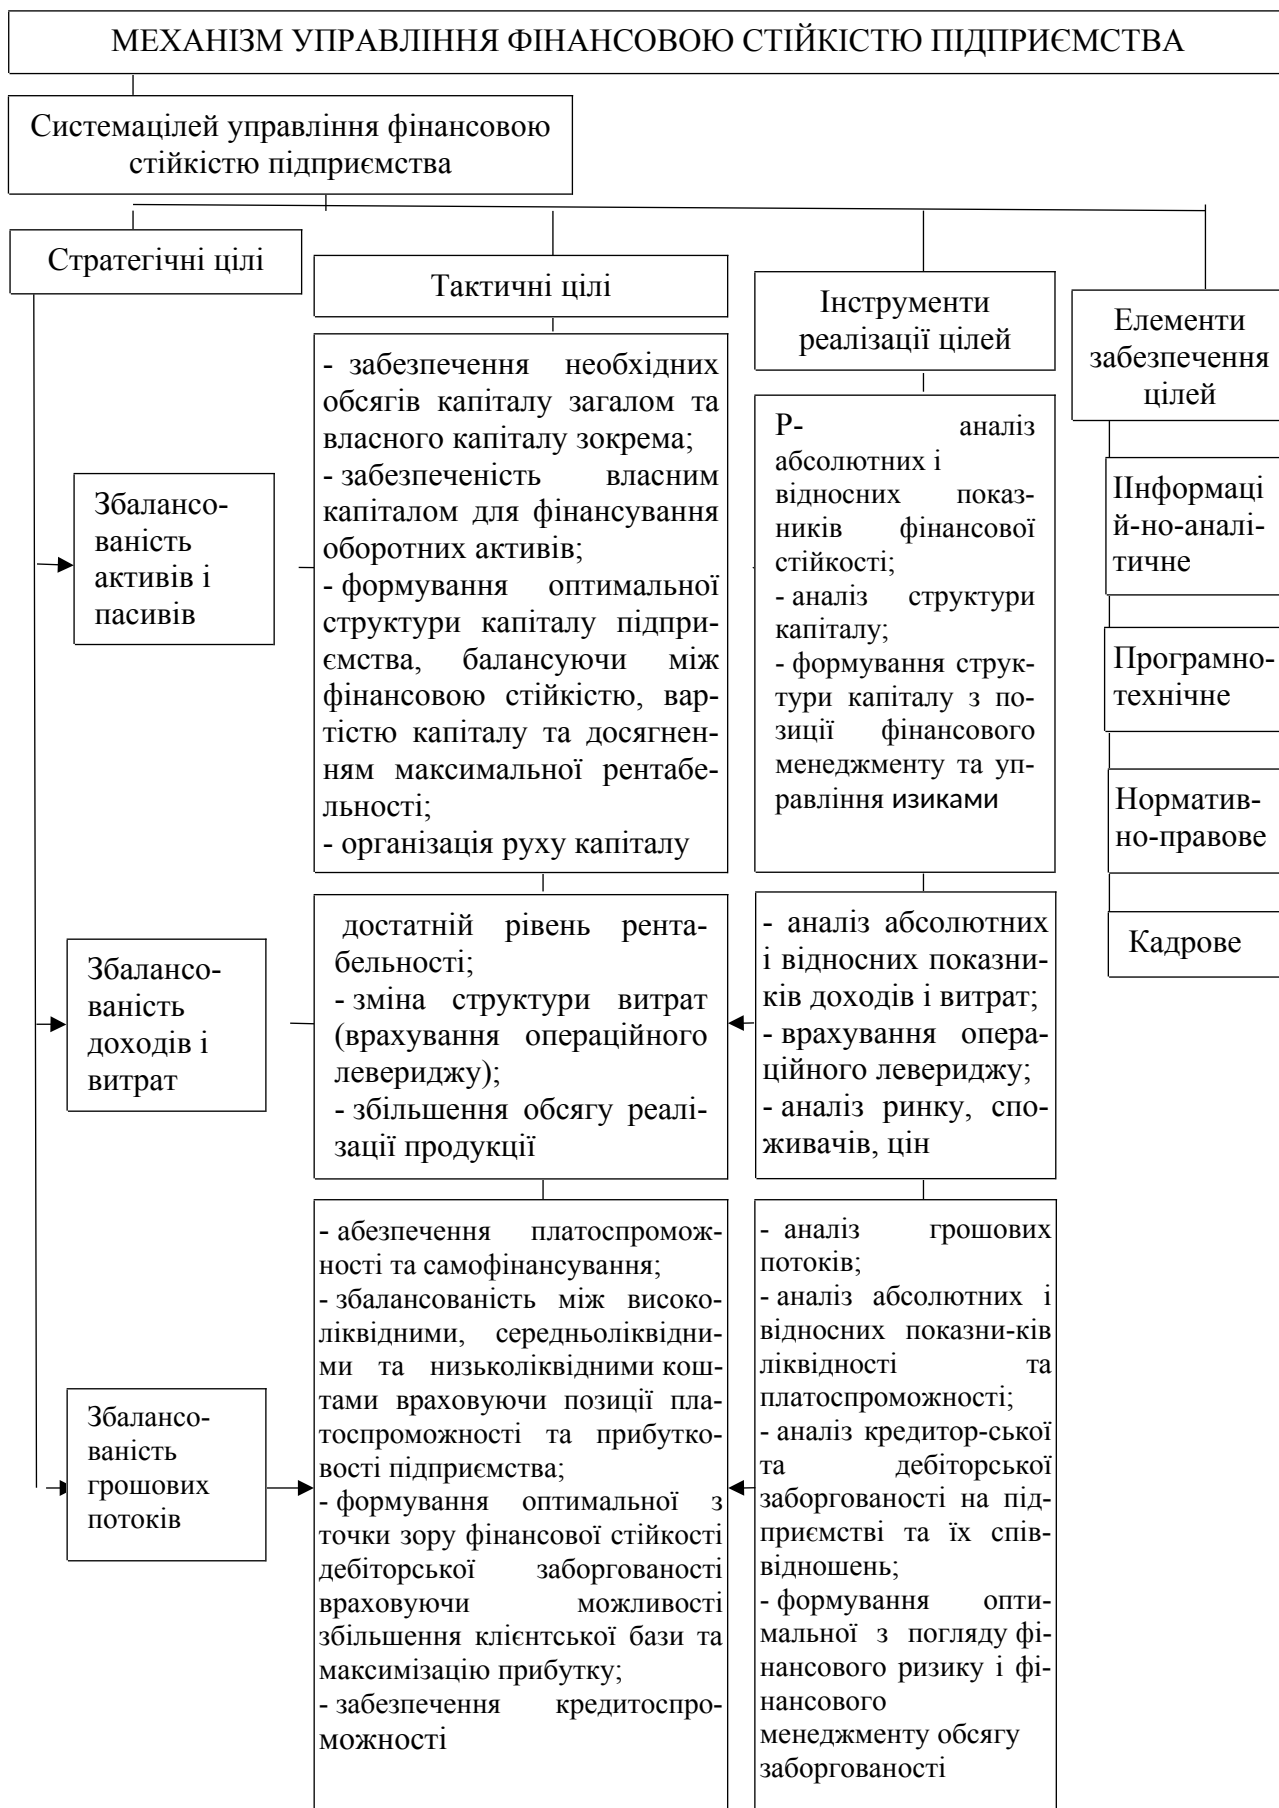 МЕХАНІЗМ УПРАВЛІННЯ ФІНАНСОВОЮ СТІЙКІСТЮ ПІДПРИЄМСТВА
Системацілей управління фінансовою
стійкістю підприємства
Стратегічні цілі
Тактичні цілі
Інструменти
реалізації цілей
Елементи
забезпечення
цілей
Збалансо-
ваність
активів і
пасивів
- забезпечення необхідних
обсягів капіталу загалом та
власного капіталу зокрема;
- забезпеченість власним
капіталом для фінансування
оборотних активів;
- формування оптимальної
структури капіталу підпри-
ємства, балансуючи між
фінансовою стійкістю, вар-
тістю капіталу та досягнен-
ням максимальної рентабе-
льності;
- організація руху капіталу
Р- аналіз
абсолютних і
відносних показ-
ників фінансової
стійкості;
- аналіз структури
капіталу;
- формування струк-
тури капіталу з по-
зиції фінансового
менеджменту та уп-
равління изиками
ІІнформаці
й-но-аналі-
тичне
Програмно-
технічне
Норматив-
но-правове
Кадрове
Збалансо-
ваність
доходів і
витрат
достатній рівень рента-
бельності;
- зміна структури витрат
(врахування операційного
левериджу);
- збільшення обсягу реалі-
зації продукції
- аналіз абсолютних
і відносних показни-
ків доходів і витрат;
- врахування опера-
ційного левериджу;
- аналіз ринку, спо-
живачів, цін
Збалансо-
ваність
грошових
потоків
- абезпечення платоспромож-
ності та самофінансування;
- збалансованість між високо-
ліквідними, середньоліквідни-
ми та низьколіквідними кош-
тами враховуючи позиції пла-
тоспроможності та прибутко-
вості підприємства;
- формування оптимальної з
точки зору фінансової стійкості
дебіторської заборгованості
враховуючи можливості
збільшення клієнтської бази та
максимізацію прибутку;
- забезпечення кредитоспро-
можності
- аналіз грошових
потоків;
- аналіз абсолютних і
відносних показни-ків
ліквідності та
платоспроможності;
- аналіз кредитор-ської
та дебіторської
заборгованості на під-
приємстві та їх спів-
відношень;
- формування опти-
мальної з погляду фі-
нансового ризику і фі-
нансового
менеджменту обсягу
заборгованості